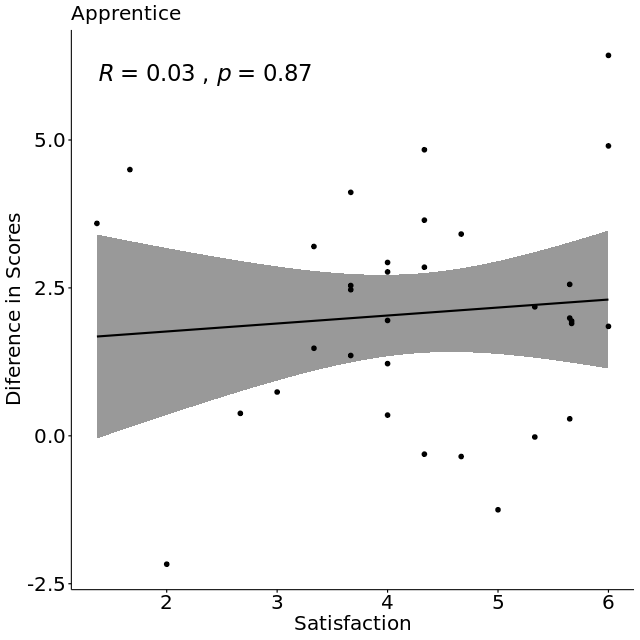 Apprentice
R = 0.03 , p = 0.87
Diference in Scores
5.0
2.5
0.0
-2.5
2 3 4 5 6
Satisfaction